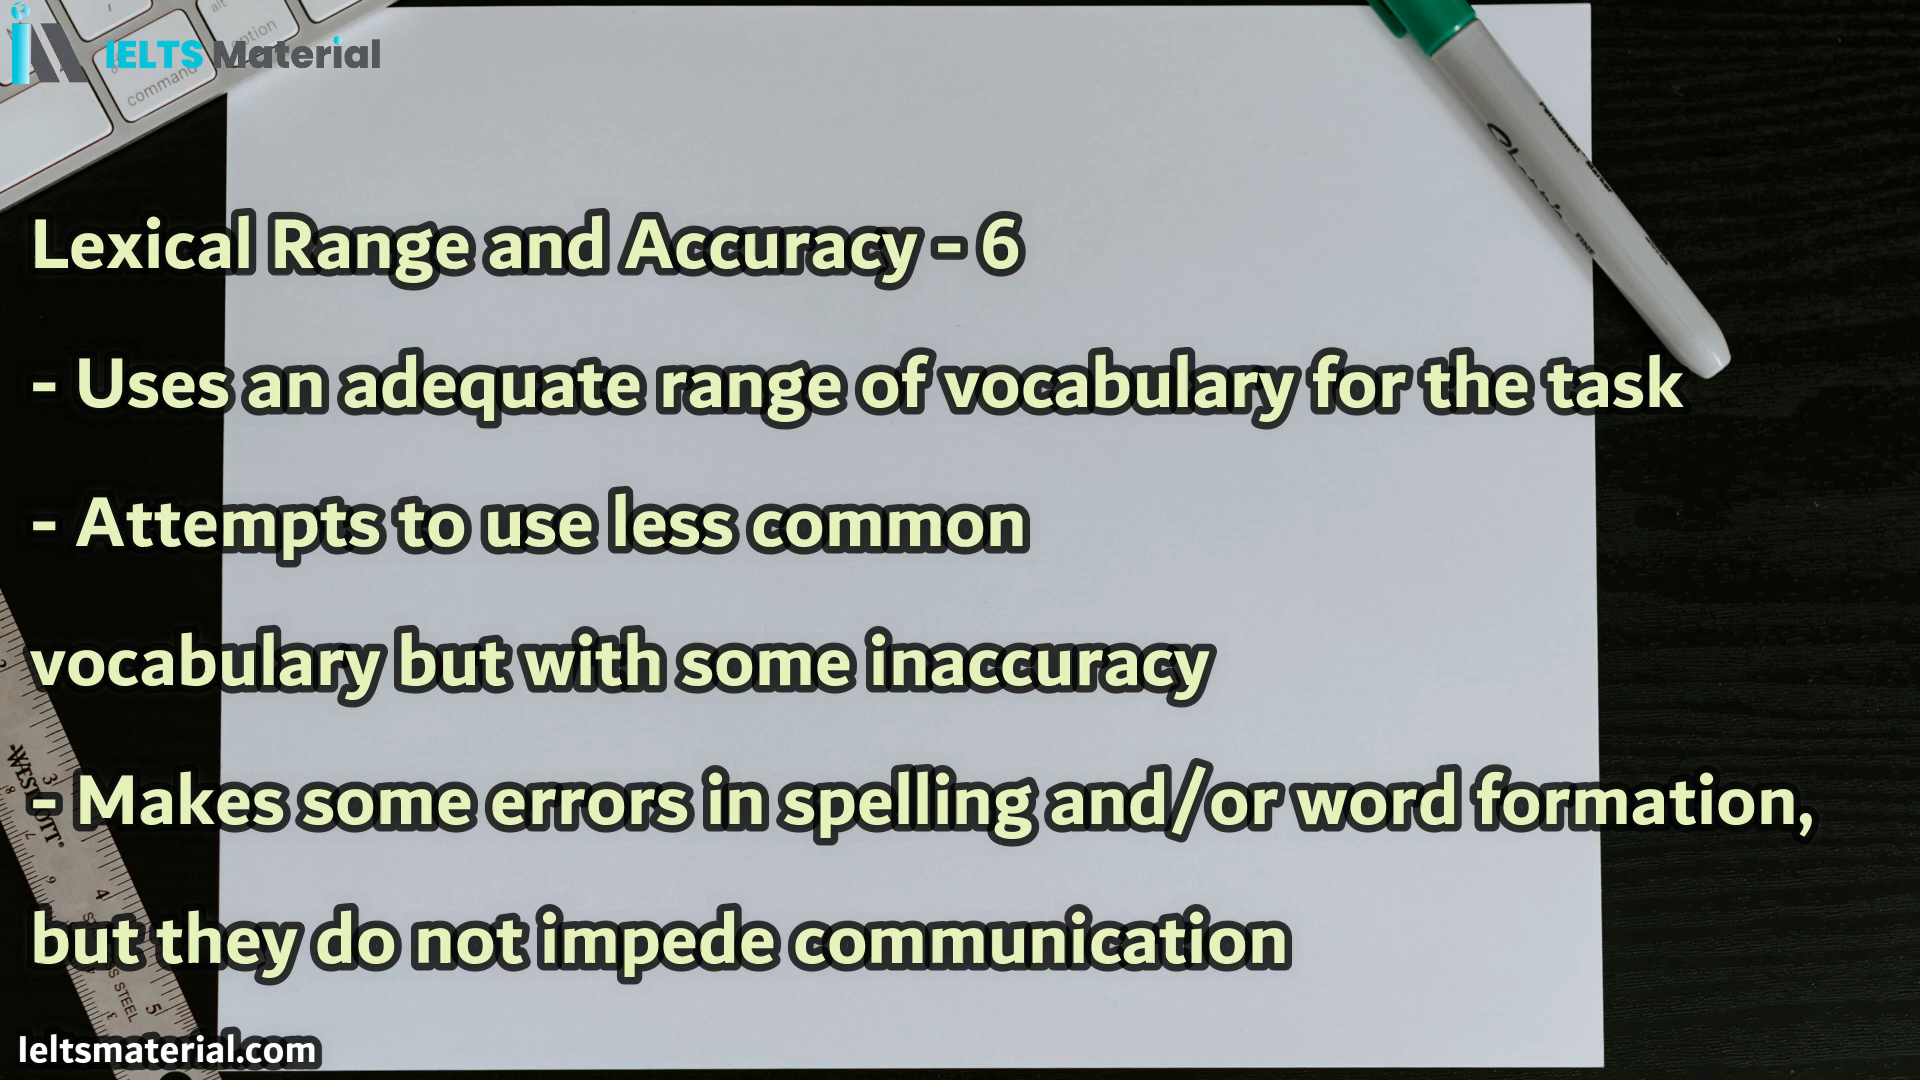 IELTS Material
option
command
Lexical Range and Accuracy - 6
- Uses an adequate range of vocabulary for the task
- Attempts to use less common
vocabulary but with some inaccuracy
- Makes some errors in spelling and/or word formation,
but they do not impede communication
Ieltsmaterial.com